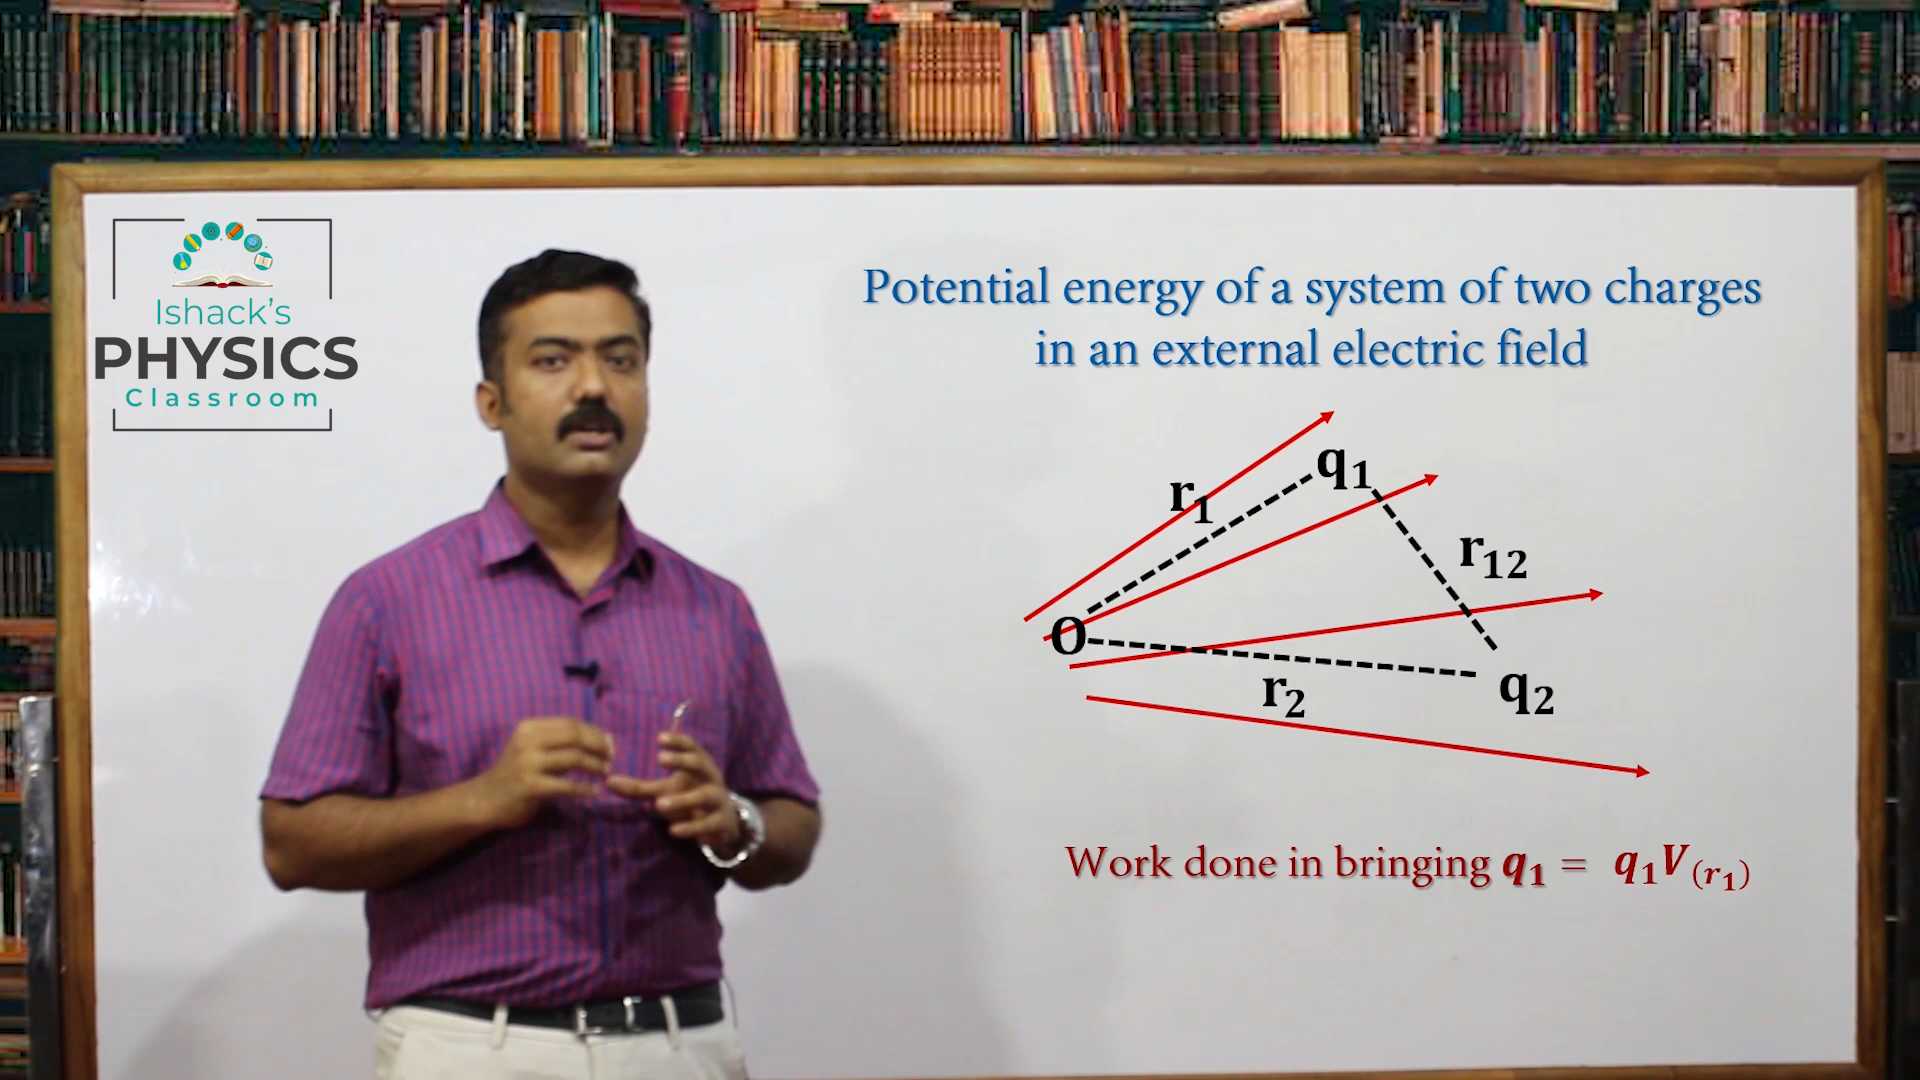 Ishack's
PHYSICS
Classroom
Potential energy of a system of two charges
in an external electric field
q₁
r₁
r₁₂
O
r₂
q₂
Work done in bringing q₁ = q₁V₍r₁₎